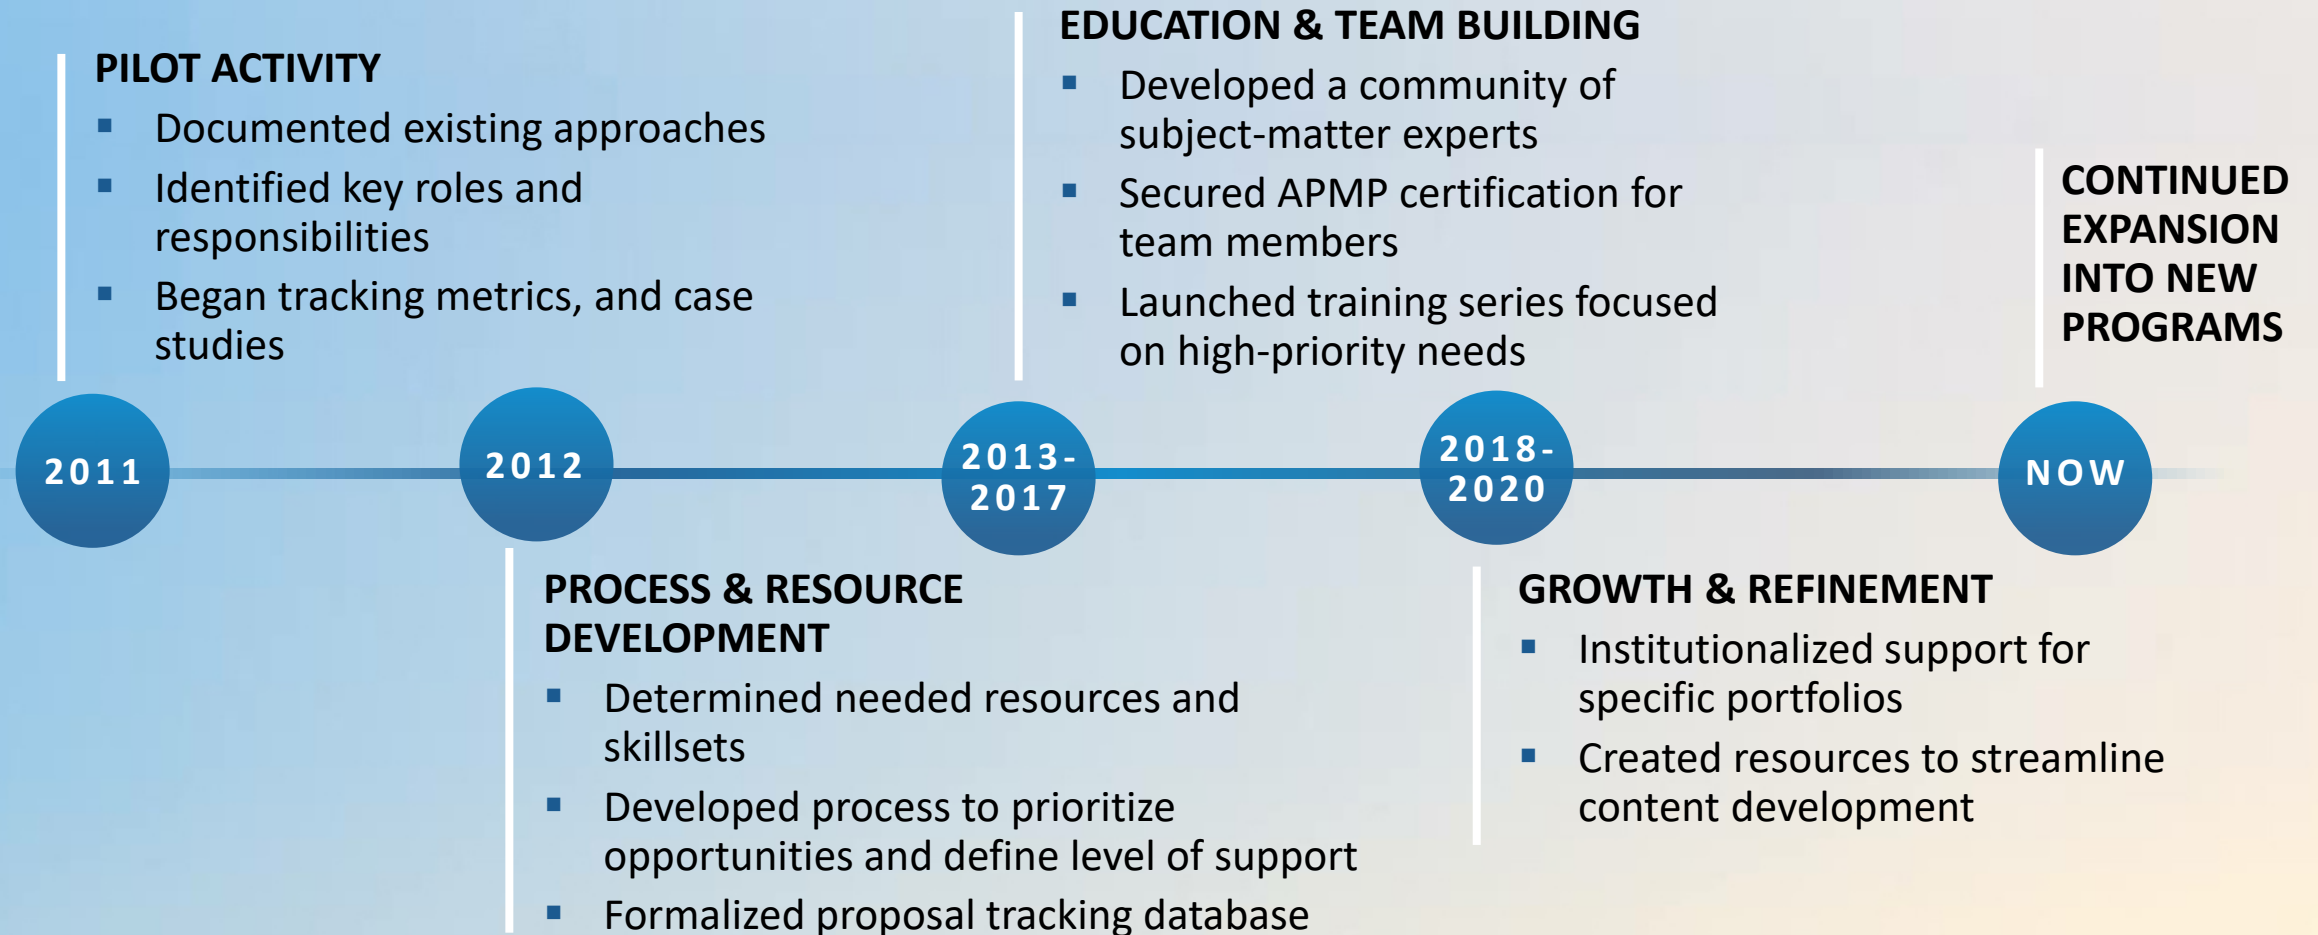 PILOT ACTIVITY
▪ Documented existing approaches
▪ Identified key roles and
responsibilities
▪ Began tracking metrics, and case
studies
EDUCATION & TEAM BUILDING
▪ Developed a community of
subject-matter experts
▪ Secured APMP certification for
team members
▪ Launched training series focused
on high-priority needs
CONTINUED
EXPANSION
INTO NEW
PROGRAMS
2011
2012
2013-
2017
2018-
2020
NOW
PROCESS & RESOURCE
DEVELOPMENT
▪ Determined needed resources and
skillsets
▪ Developed process to prioritize
opportunities and define level of support
▪ Formalized proposal tracking database
GROWTH & REFINEMENT
▪ Institutionalized support for
specific portfolios
▪ Created resources to streamline
content development